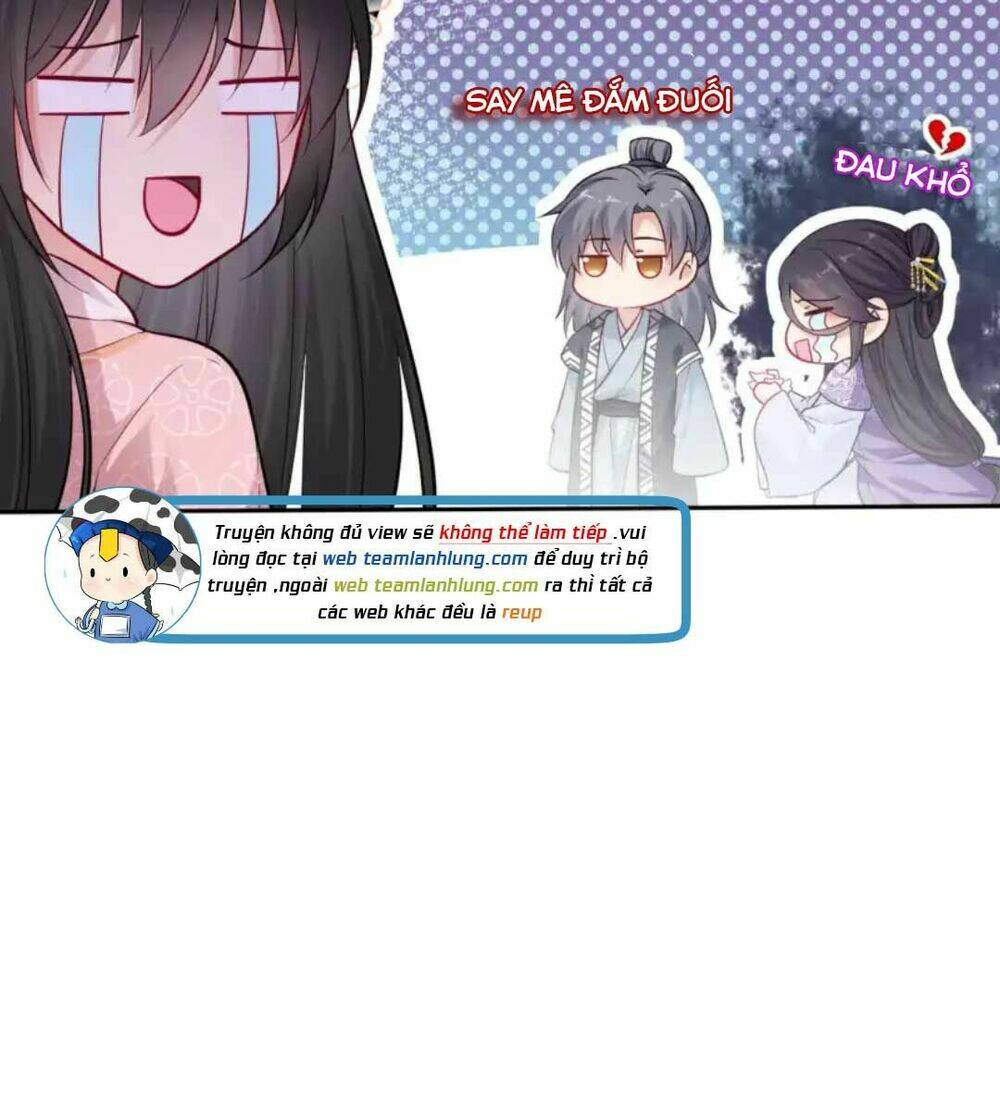 SAY MÊ ĐẮM ĐUỐI
ĐAU KHỔ
Truyện không đủ view sẽ không thể làm tiếp .vui
lòng đọc tại web teamlanhlung.com để duy trì bộ
truyện ,ngoài web teamlanhlung.com ra thì tất cả
các web khác đều là reup